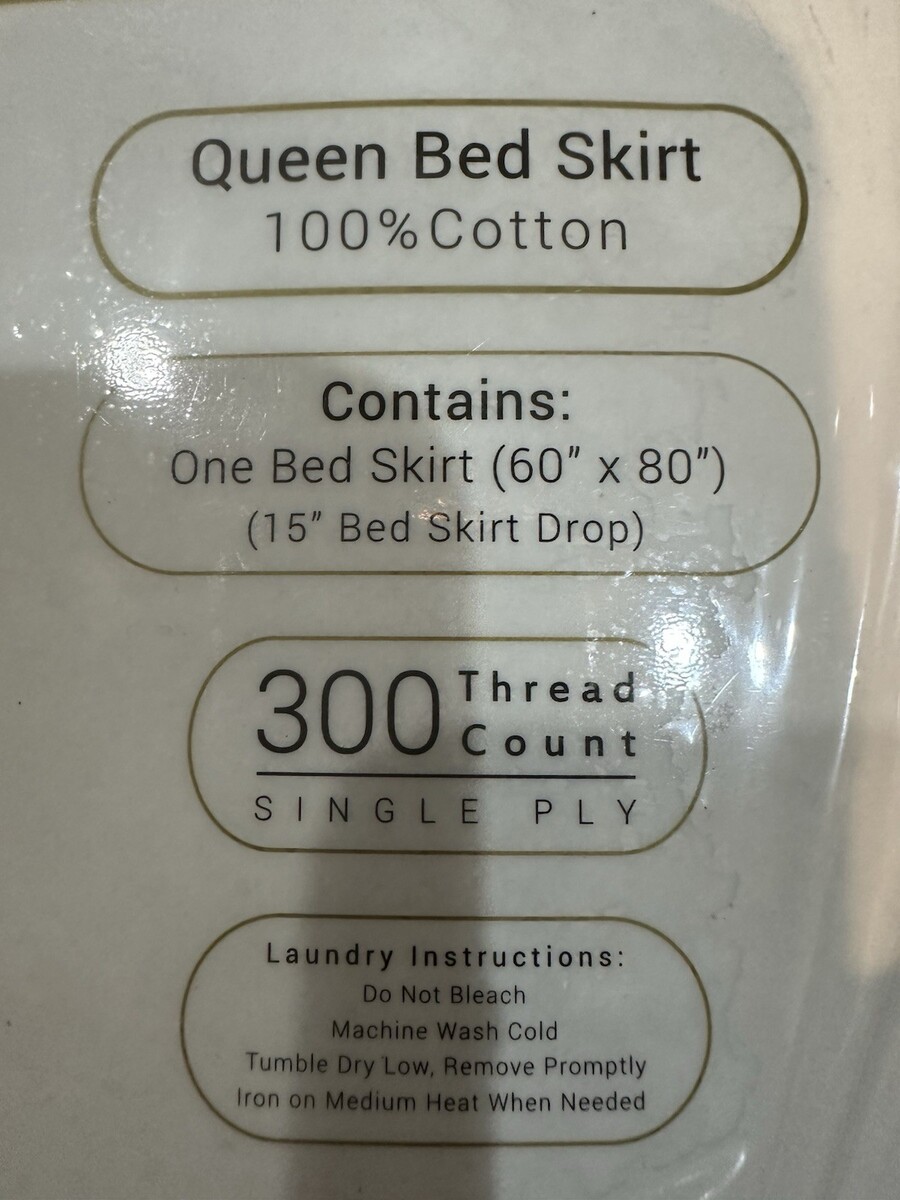 Queen Bed Skirt
100% Cotton
Contains:
One Bed Skirt (60" x 80")
(15" Bed Skirt Drop)
300 Thread
Count
SINGLE PLY
Laundry Instructions:
Do Not Bleach
Machine Wash Cold
Tumble Dry Low, Remove Promptly
Iron on Medium Heat When Needed